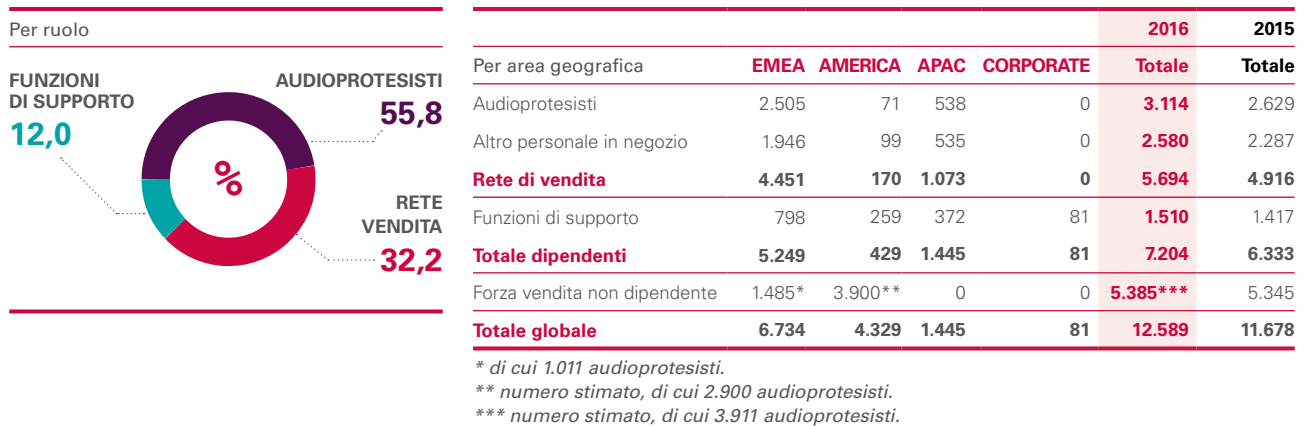 Per ruolo
FUNZIONI
DI SUPPORTO
12,0
AUDIOPROTESISTI
55,8
%
RETE
VENDITA
32,2
2016 2015
Per area geografica EMEA AMERICA APAC CORPORATE Totale Totale
Audioprotesisti 2.505 71 538 0 3.114 2.629
Altro personale in negozio 1.946 99 535 0 2.580 2.287
Rete di vendita 4.451 170 1.073 0 5.694 4.916
Funzioni di supporto 798 259 372 81 1.510 1.417
Totale dipendenti 5.249 429 1.445 81 7.204 6.333
Forza vendita non dipendente 1.485* 3.900** 0 0 5.385*** 5.345
Totale globale 6.734 4.329 1.445 81 12.589 11.678
* di cui 1.011 audioprotesisti.
** numero stimato, di cui 2.900 audioprotesisti.
*** numero stimato, di cui 3.911 audioprotesisti.